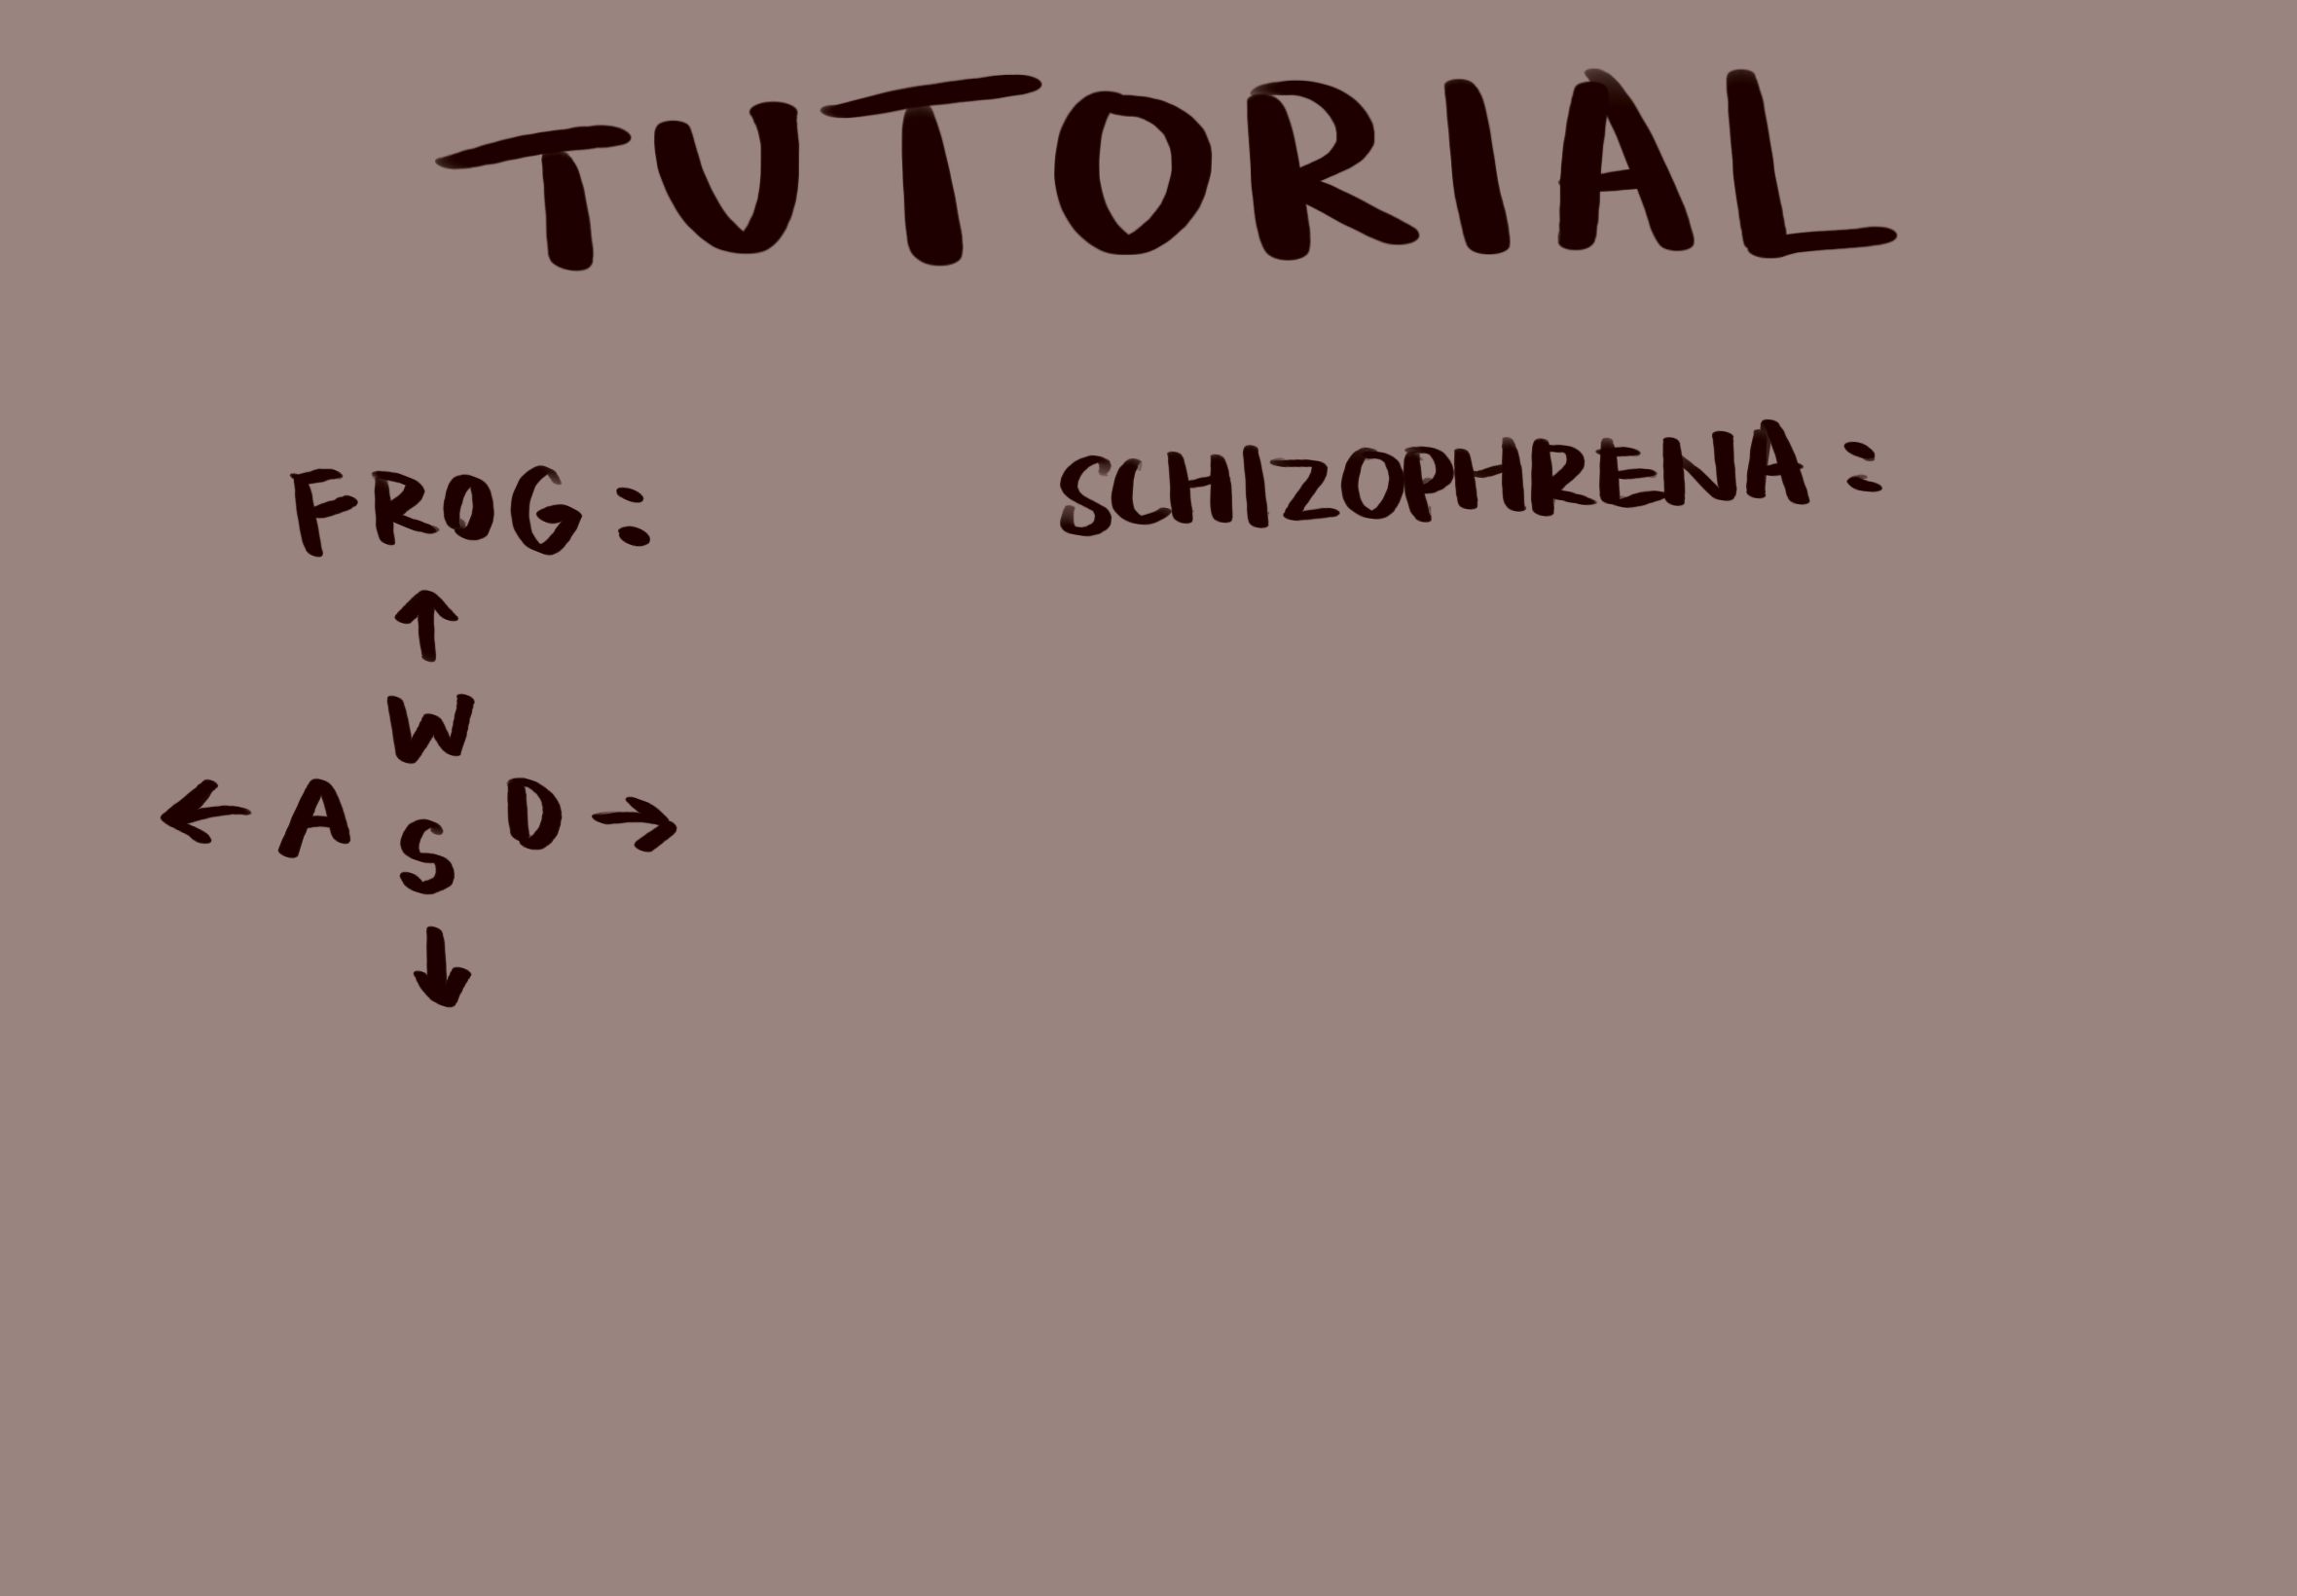 TUTORIAL
FROG:
SCHIZOPHRENA:
↑
W
← A D →
S
↓